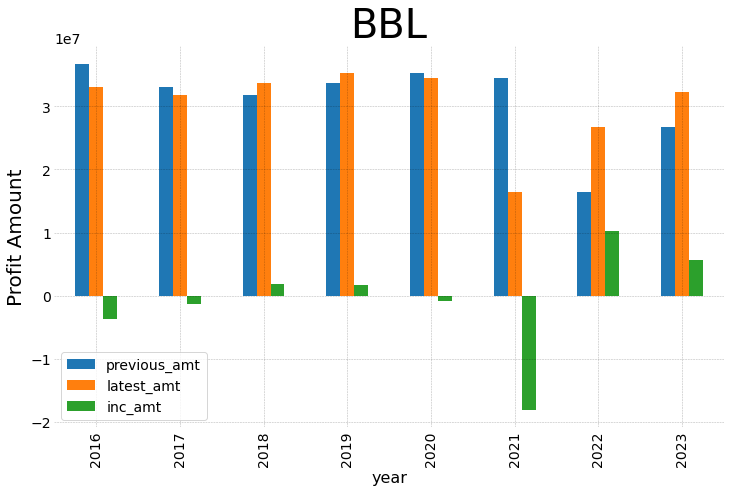 BBL
1e7
3
2
1
0
−1
−2
Profit Amount
previous_amt
latest_amt
inc_amt
2016
2017
2018
2019
2020
2021
2022
2023
year